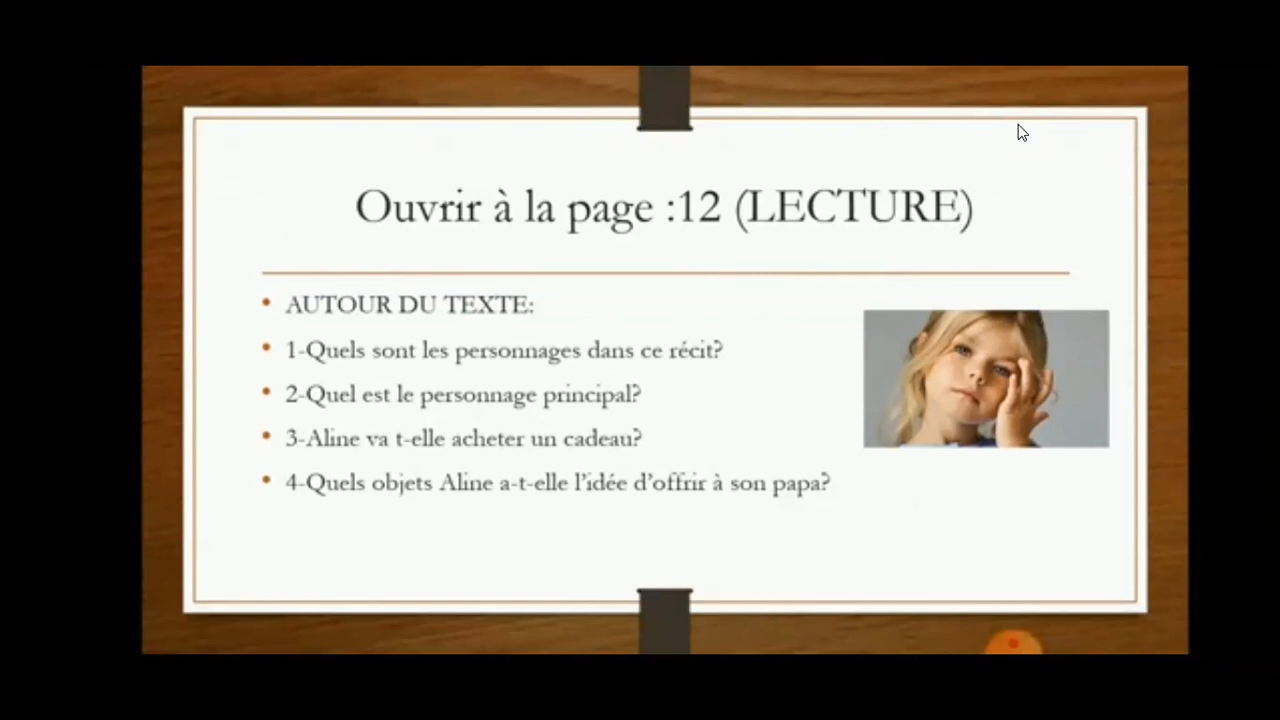 Ouvrir à la page :12 (LECTURE)
• AUTOUR DU TEXTE:
• 1-Quels sont les personnages dans ce récit?
• 2-Quel est le personnage principal?
• 3-Aline va t-elle acheter un cadeau?
• 4-Quels objets Aline a-t-elle l'idée d'offrir à son papa?